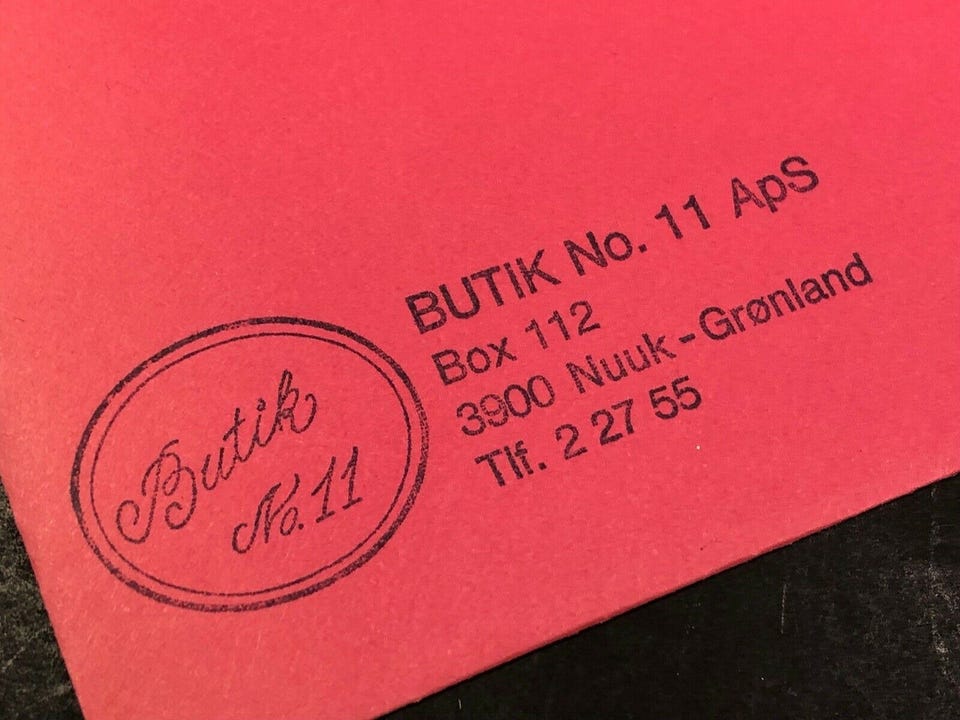 Butik
No. 11
BUTIK No. 11 ApS
Box 112
3900 Nuuk - Grønland
Tlf. 2 27 55